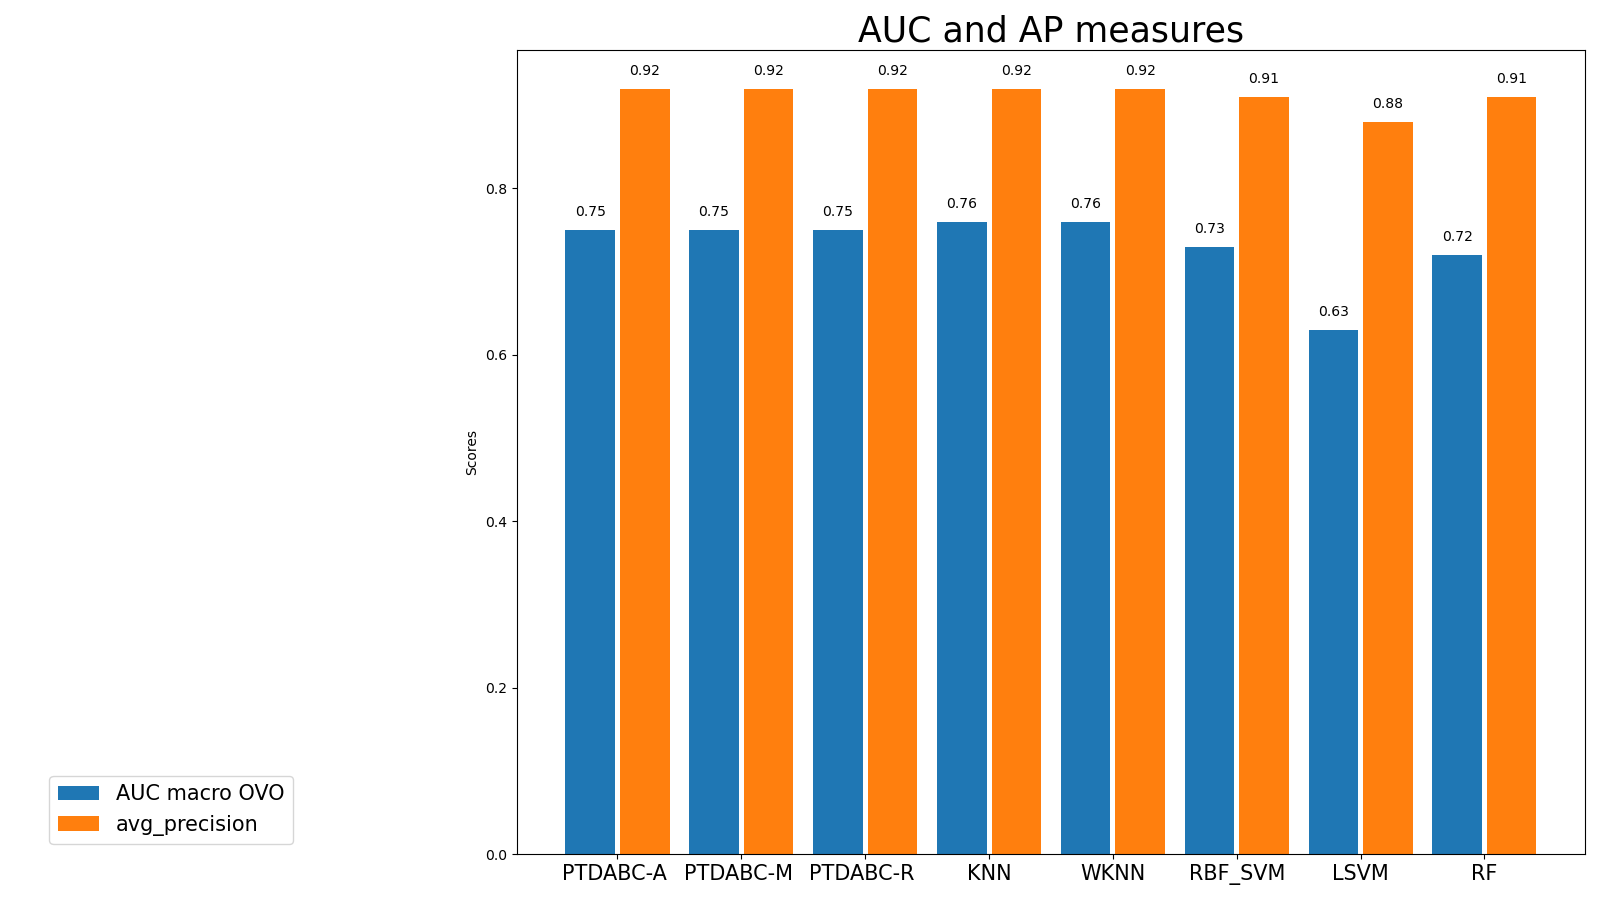 AUC and AP measures
0.92 0.92 0.92 0.92 0.92 0.91 0.88 0.91
0.75 0.75 0.75 0.76 0.76 0.73 0.63 0.72
0.8
0.6
Scores
0.4
0.2
0.0
PTDABC-A PTDABC-M PTDABC-R KNN WKNN RBF_SVM LSVM RF
AUC macro OVO
avg_precision